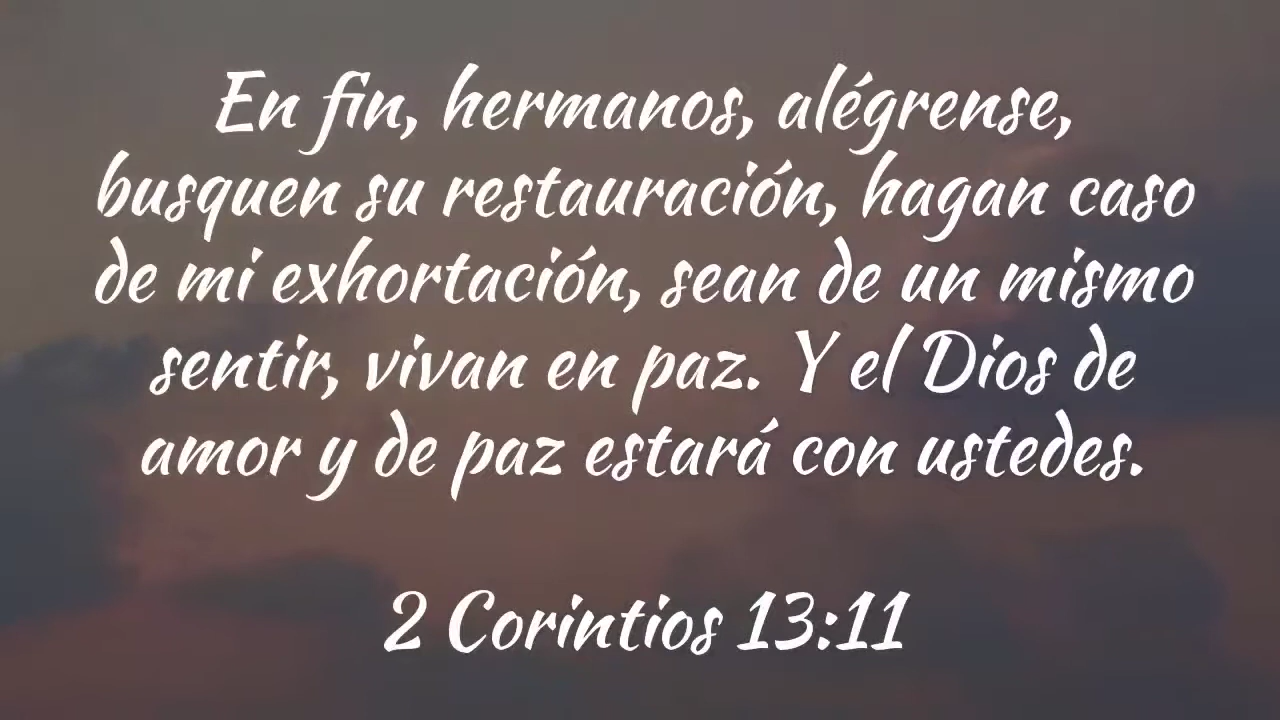 En fin, hermanos, alégrense,
busquen su restauración, hagan caso
de mi exhortación, sean de un mismo
sentir, vivan en paz. Y el Dios de
amor y de paz estará con ustedes.
2 Corintios 13:11